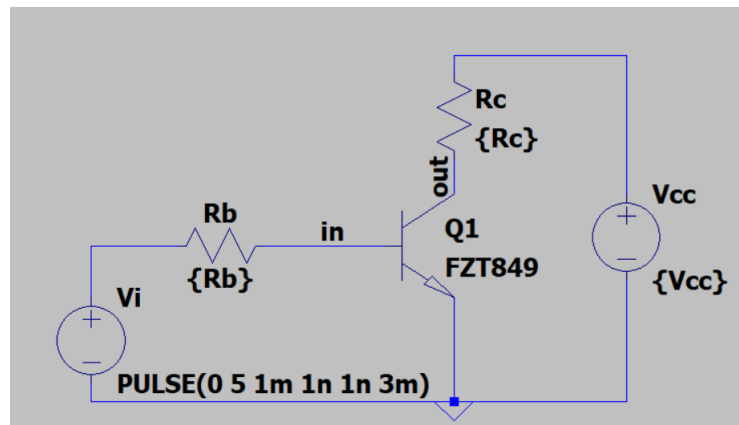 Rc
{Rc}
out
Vcc
{Vcc}
Rb
{Rb}
in
Q1
FZT849
Vi
PULSE(0 5 1m 1n 1n 3m)